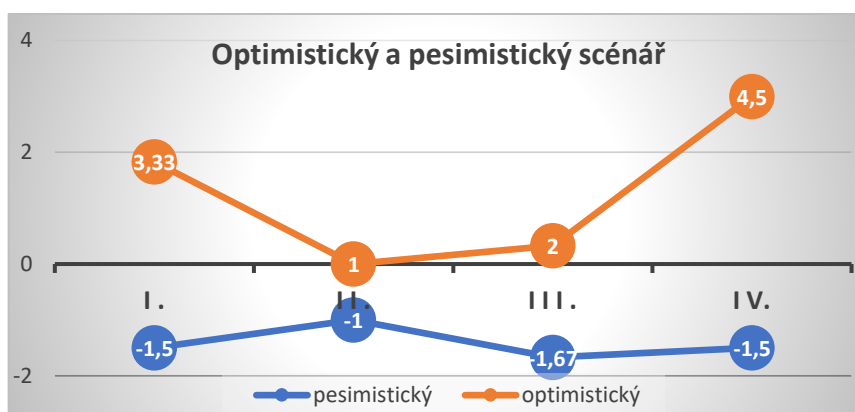 Optimistický a pesimistický scénář
4
2
0
-2
3,33
1
2
4,5
I.
II.
III.
IV.
-1,5
-1
-1,67
-1,5
pesimistický
optimistický